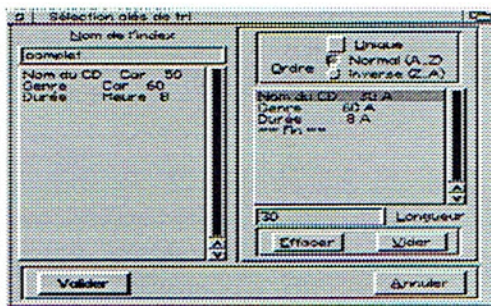 Sélection clés de tri
Nom de l'index
complet
Nom du CD Car 50
Genre Car 60
Durée Heure 8
Unique
Ordre
Normal (A..Z)
Inverse (Z..A)
Nom du CD 30 A
Genre 60 A
Durée 8 A
** Fin **
30
Longueur
Effacer
Vider
Valider
Annuler